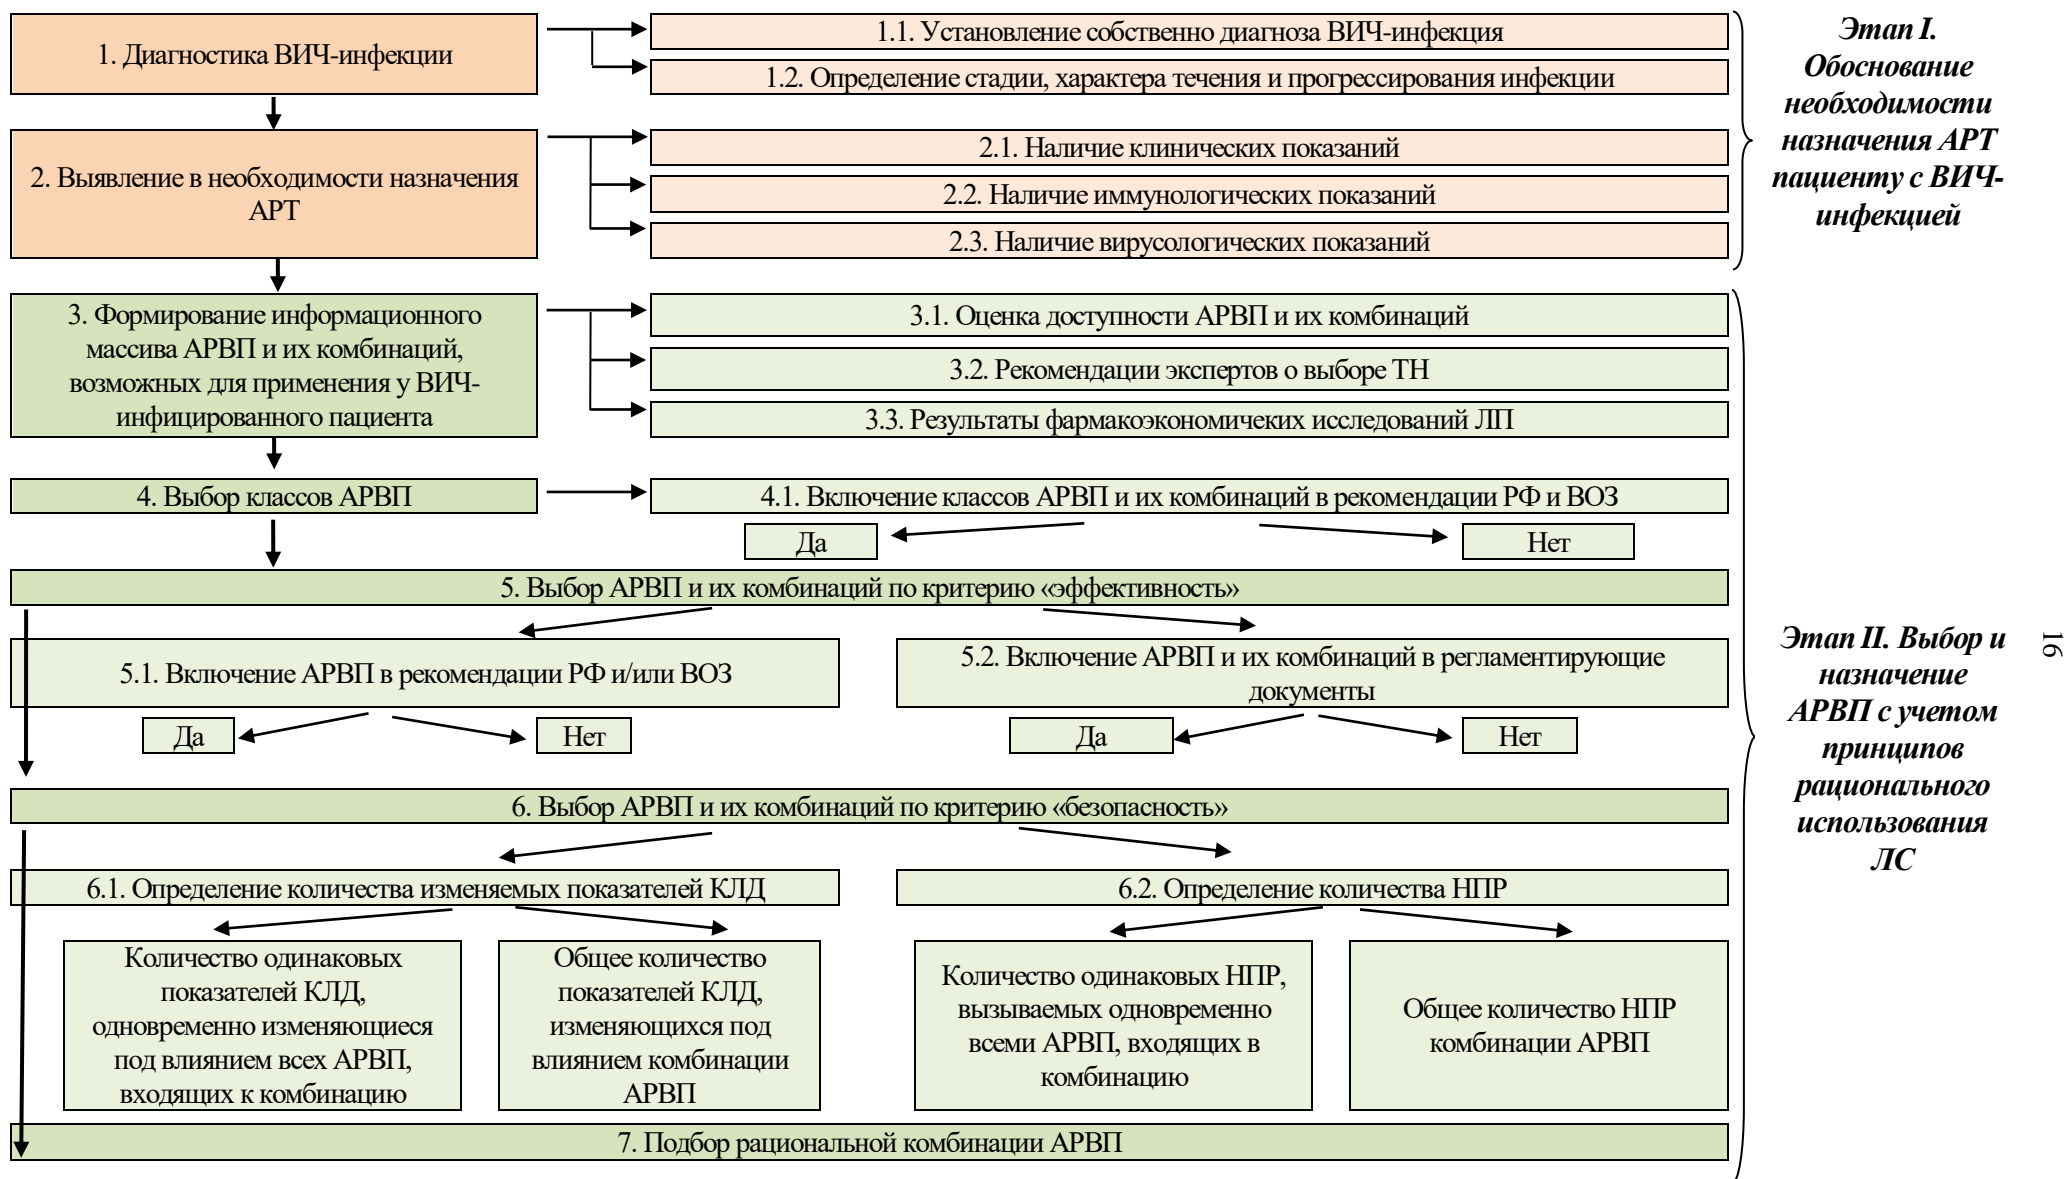 1. Диагностика ВИЧ-инфекции
1.1. Установление собственно диагноза ВИЧ-инфекция
1.2. Определение стадии, характера течения и прогрессирования инфекции
2. Выявление в необходимости назначения
АРТ
2.1. Наличие клинических показаний
2.2. Наличие иммунологических показаний
2.3. Наличие вирусологических показаний
Этап I.
Обоснование
необходимости
назначения АРТ
пациенту с ВИЧ-
инфекцией
3. Формирование информационного
массива АРВП и их комбинаций,
возможных для применения у ВИЧ-
инфицированного пациента
3.1. Оценка доступности АРВП и их комбинаций
3.2. Рекомендации экспертов о выборе ТН
3.3. Результаты фармакоэкономичеких исследований ЛП
4. Выбор классов АРВП
4.1. Включение классов АРВП и их комбинаций в рекомендации РФ и ВОЗ
Да
Нет
5. Выбор АРВП и их комбинаций по критерию «эффективность»
5.1. Включение АРВП в рекомендации РФ и/или ВОЗ
5.2. Включение АРВП и их комбинаций в регламентирующие
документы
Да
Нет
Да
Нет
6. Выбор АРВП и их комбинаций по критерию «безопасность»
6.1. Определение количества изменяемых показателей КЛД
6.2. Определение количества НПР
Количество одинаковых
показателей КЛД,
одновременно изменяющиеся
под влиянием всех АРВП,
входящих к комбинацию
Общее количество
показателей КЛД,
изменяющихся под
влиянием комбинации
АРВП
Количество одинаковых НПР,
вызываемых одновременно
всеми АРВП, входящих в
комбинацию
Общее количество НПР
комбинации АРВП
7. Подбор рациональной комбинации АРВП
Этап II. Выбор и
назначение
АРВП с учетом
принципов
рационального
использования
ЛС
16